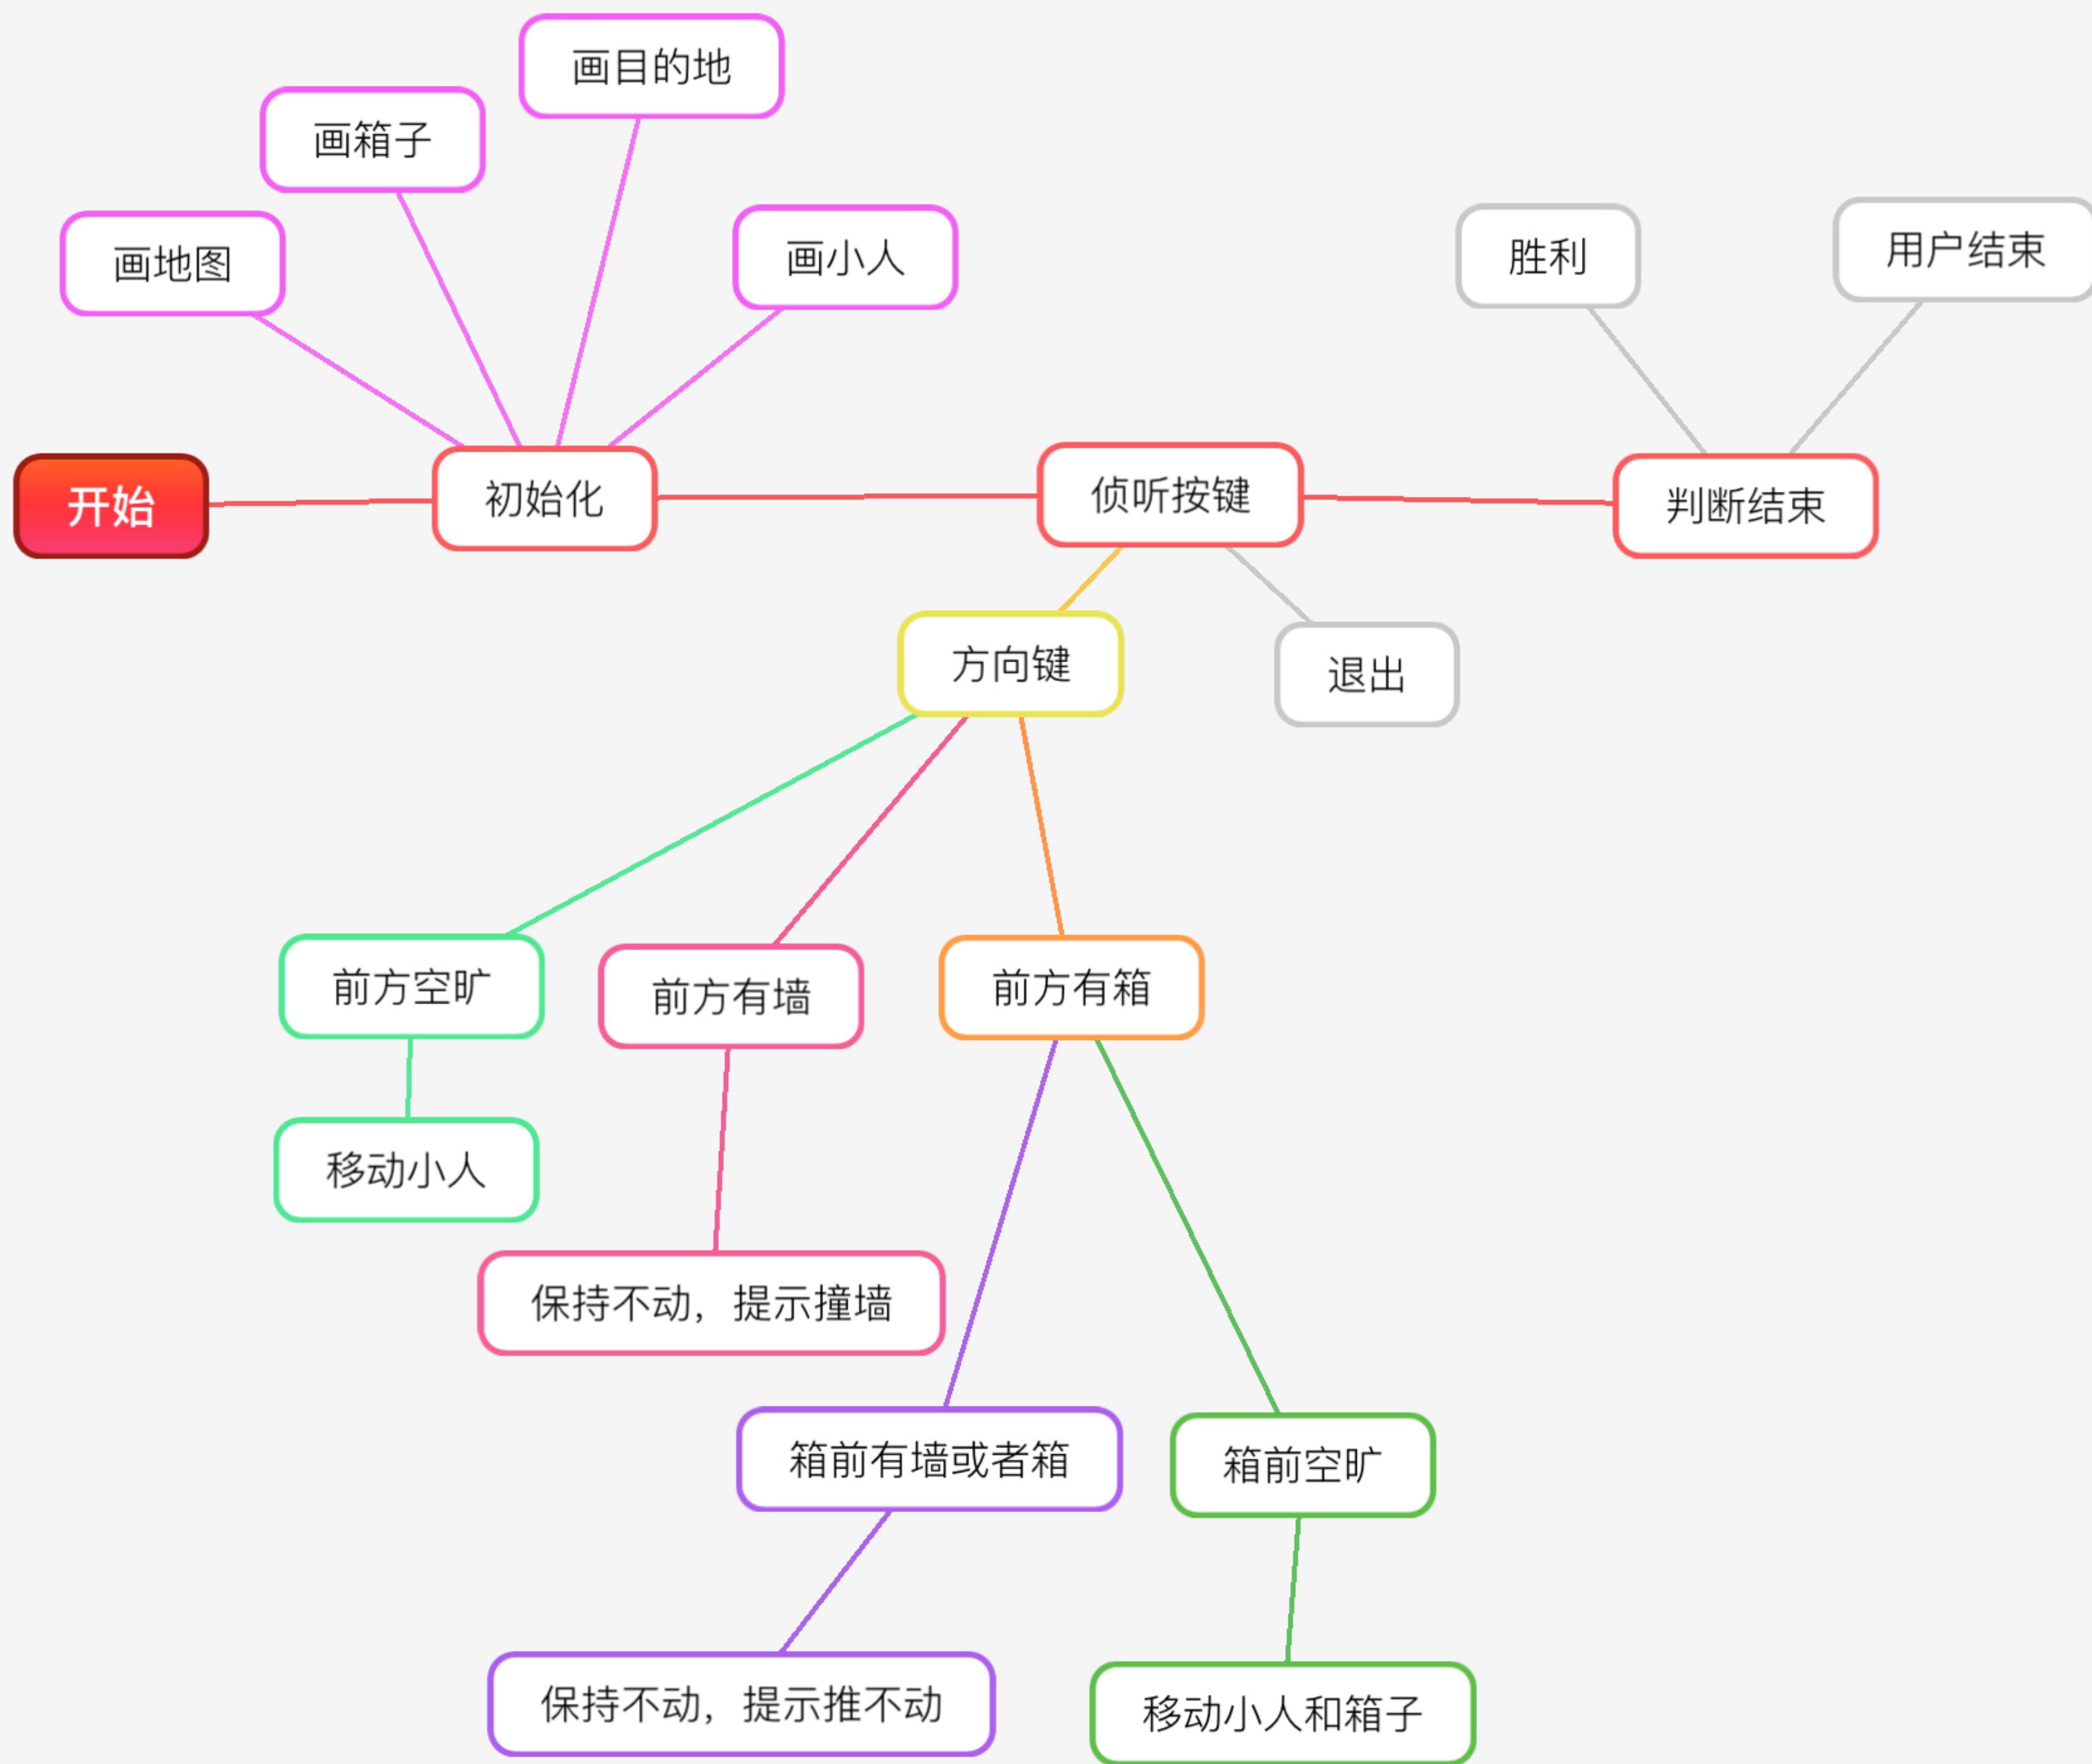 画目的地
画箱子
画地图
画小人
胜利
用户结束
开始
初始化
侦听按键
判断结束
方向键
退出
前方空旷
前方有墙
前方有箱
移动小人
保持不动，提示撞墙
箱前有墙或者箱
箱前空旷
保持不动，提示推不动
移动小人和箱子